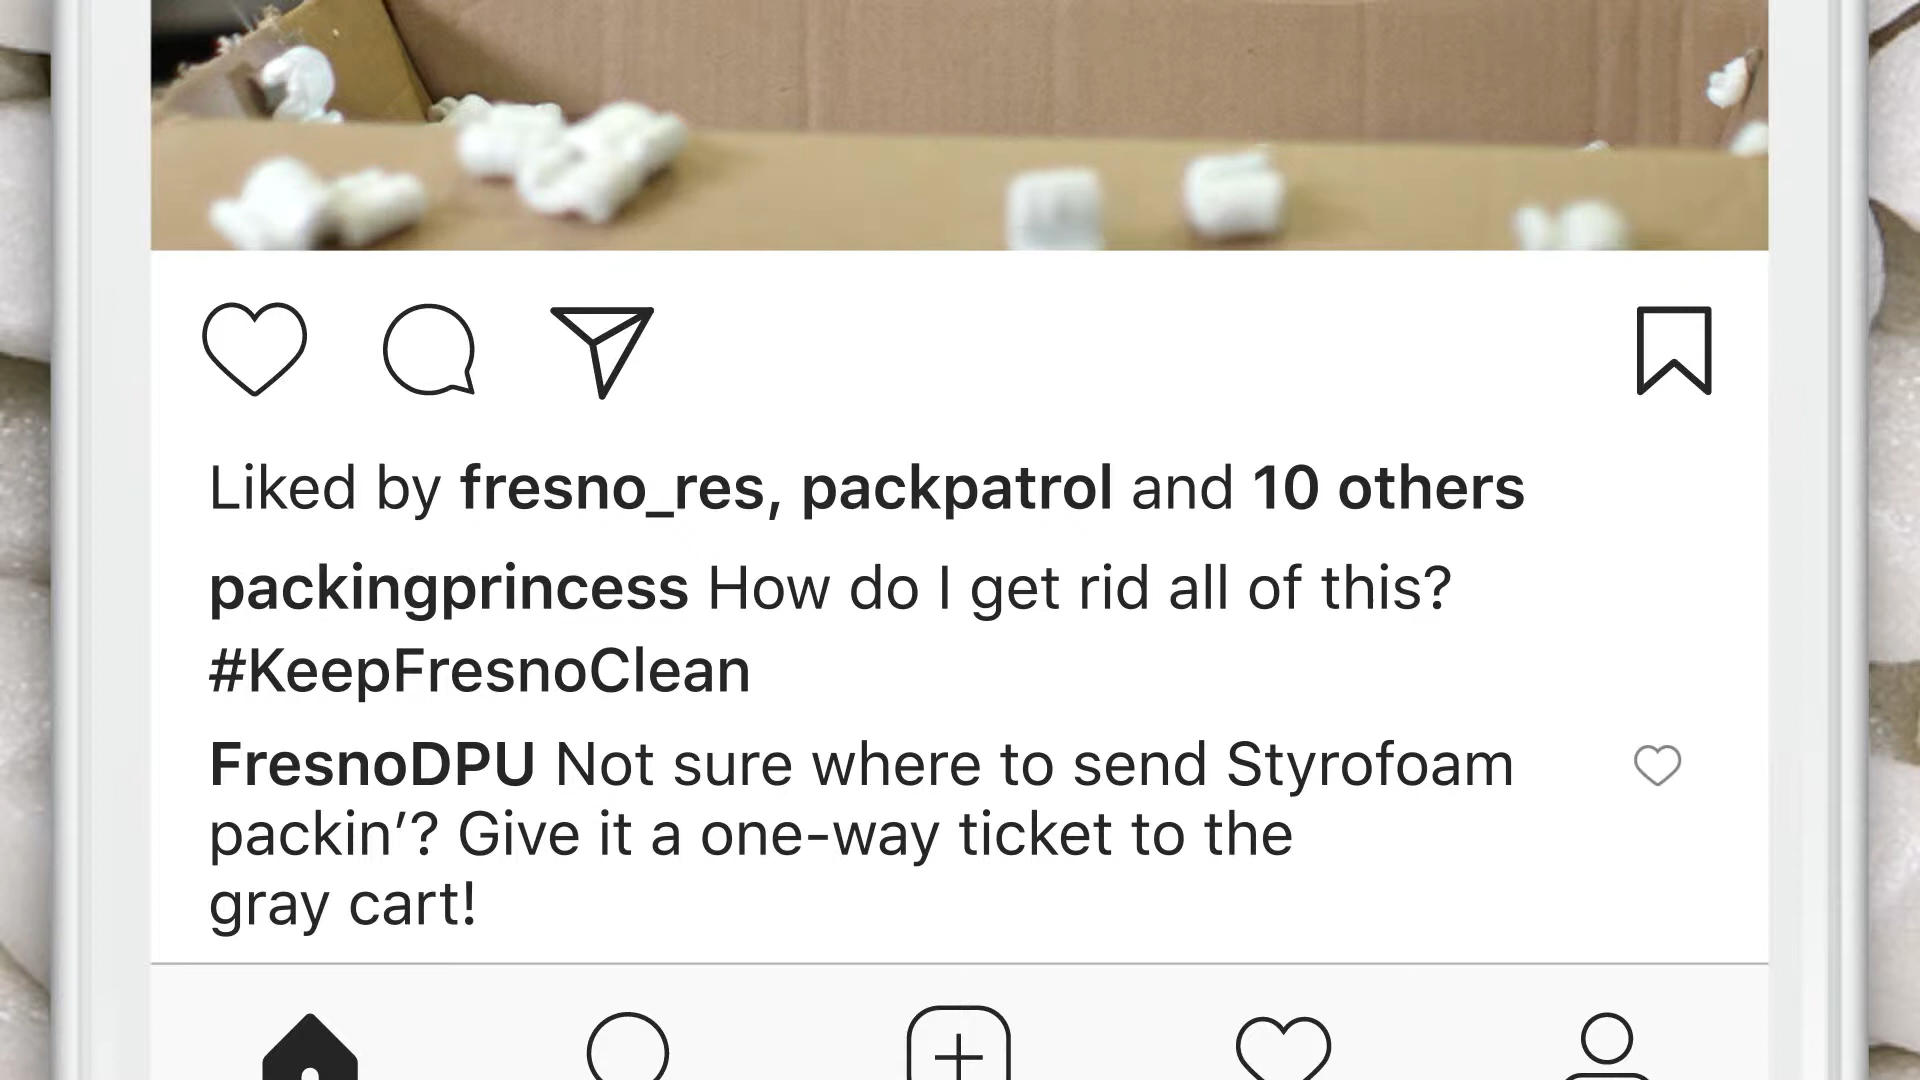 Liked by fresno_res, packpatrol and 10 others
packingprincess How do I get rid all of this?
#KeepFresnoClean
FresnoDPU Not sure where to send Styrofoam
packin’? Give it a one-way ticket to the
gray cart!